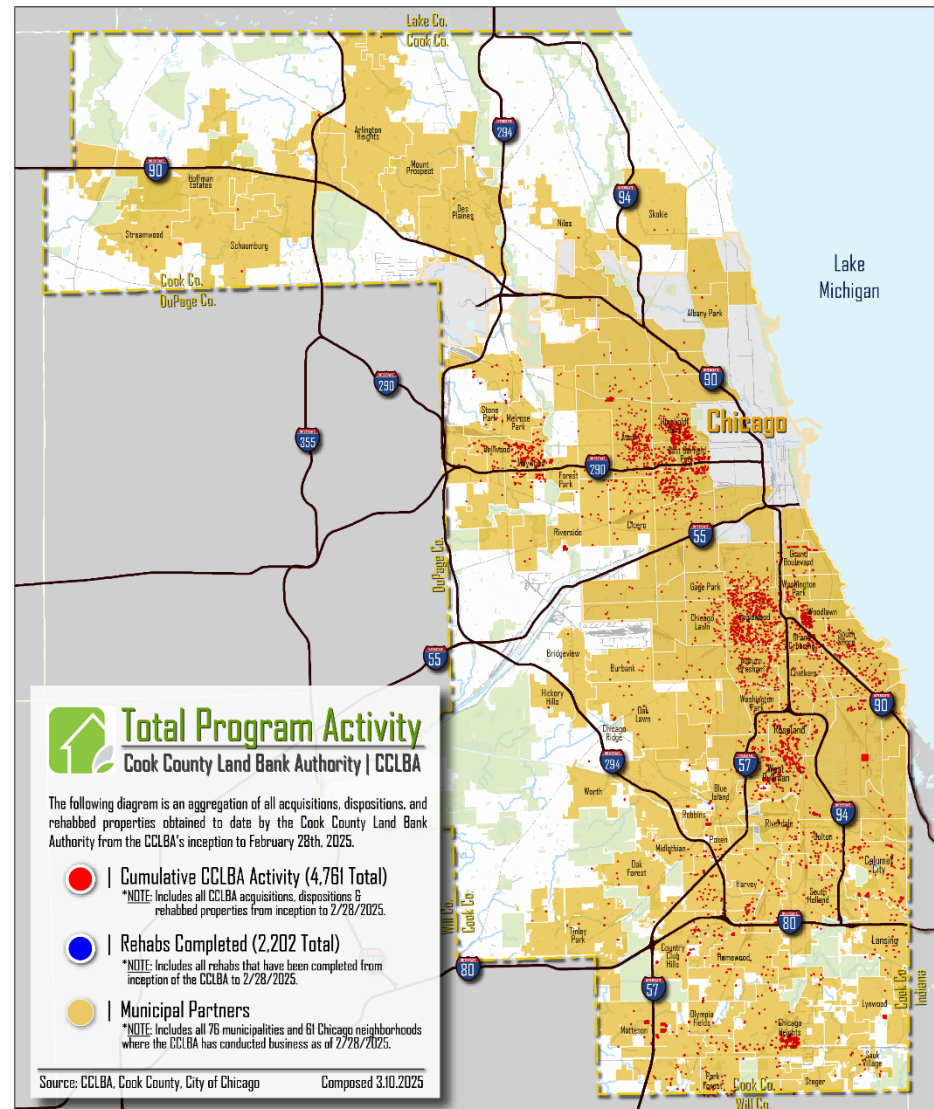 Lake Co.
Cook Co.
294
Arlington
Heights
90
Mount
Prospect
Hoffman
Estates
94
Des
Plaines
Skokie
Niles
Streamwood
Schaumburg
Lake
Michigan
Cook Co.
DuPage Co.
Albany Park
290
90
Stone
Park
Melrose
Park
Humboldt
Chicago
355
Austin
Bellwood
Maywood
East Garfield
Park
Forest
Park
290
Cicero
Riverside
55
DuPage Co.
Grand
Boulevard
Washington
Park
Gage Park
Woodlawn
Chicago
Lawn
Englewood
South
Shore
Grand
Crossing
55
Bridgeview
Burbank
Auburn
Gresham
Chatham
Hickory
Hills
Washington
Park
90
Oak
Lawn
Chicago
Ridge
Roseland
294
57
West
Pullman
Worth
Blue
Island
94
Robbins
Riverdale
Posen
Dolton
Midlothian
Calumet
City
Oak
Forest
Harvey
South
Holland
Will Co.
Cook Co.
80
Tinley
Park
Lansing
Country
Club
Hills
Homewood
80
57
Cook Co.
Indiana
Lynwood
Olympia
Fields
Matteson
Chicago
Heights
Sauk
Village
Park
Forest
Steger
Cook Co.
Will Co.
Total Program Activity
Cook County Land Bank Authority | CCLBA
The following diagram is an aggregation of all acquisitions, dispositions, and
rehabbed properties obtained to date by the Cook County Land Bank
Authority from the CCLBA's inception to February 28th, 2025.
| Cumulative CCLBA Activity (4,761 Total)
*NOTE: Includes all CCLBA acquisitions, dispositions &
rehabbed properties from inception to 2/28/2025.
| Rehabs Completed (2,202 Total)
*NOTE: Includes all rehabs that have been completed from
inception of the CCLBA to 2/28/2025.
| Municipal Partners
*NOTE: Includes all 76 municipalities and 61 Chicago neighborhoods
where the CCLBA has conducted business as of 2/28/2025.
Source: CCLBA, Cook County, City of Chicago Composed 3.10.2025